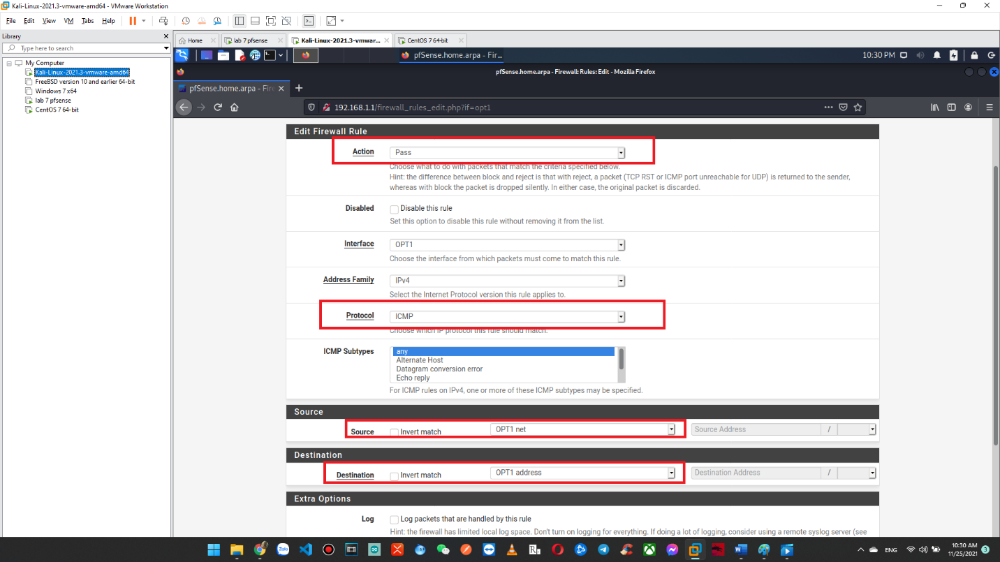 Kali-Linux-2021.3-vmware-amd64 - VMware Workstation
File Edit View VM Tabs Help
Library
Type here to search
My Computer
Kali-Linux-2021.3-vmware-amd64
FreeBSD version 10 and earlier 64-bit
Windows 7 x64
lab 7 pfsense
CentOS 7 64-bit
Home lab 7 pfsense Kali-Linux-2021.3-vmwar... CentOS 7 64-bit
pfSense.home.arpa - Fir... 10:30 PM
pfSense.home.arpa - Firewall: Rules: Edit - Mozilla Firefox
pfSense.home.arpa - Fire
192.168.1.1/firewall_rules_edit.php?if=opt1
Edit Firewall Rule
Action Pass
Choose what to do with packets that match the criteria specified below.
Hint: the difference between block and reject is that with reject, a packet (TCP RST or ICMP port unreachable for UDP) is returned to the sender,
whereas with block the packet is dropped silently. In either case, the original packet is discarded.
Disabled Disable this rule
Set this option to disable this rule without removing it from the list.
Interface OPT1
Choose the interface from which packets must come to match this rule.
Address Family IPv4
Select the Internet Protocol version this rule applies to.
Protocol ICMP
Choose which IP protocol this rule should match.
ICMP Subtypes any
Alternate Host
Datagram conversion error
Echo reply
For ICMP rules on IPv4, one or more of these ICMP subtypes may be specified.
Source
Source Invert match OPT1 net Source Address /
Destination
Destination Invert match OPT1 address Destination Address /
Extra Options
Log Log packets that are handled by this rule
Hint: the firewall has limited local log space. Don't turn on logging for everything. If doing a lot of logging, consider using a remote syslog server (see
Zalo
ENG
10:30 AM
11/25/2021
3